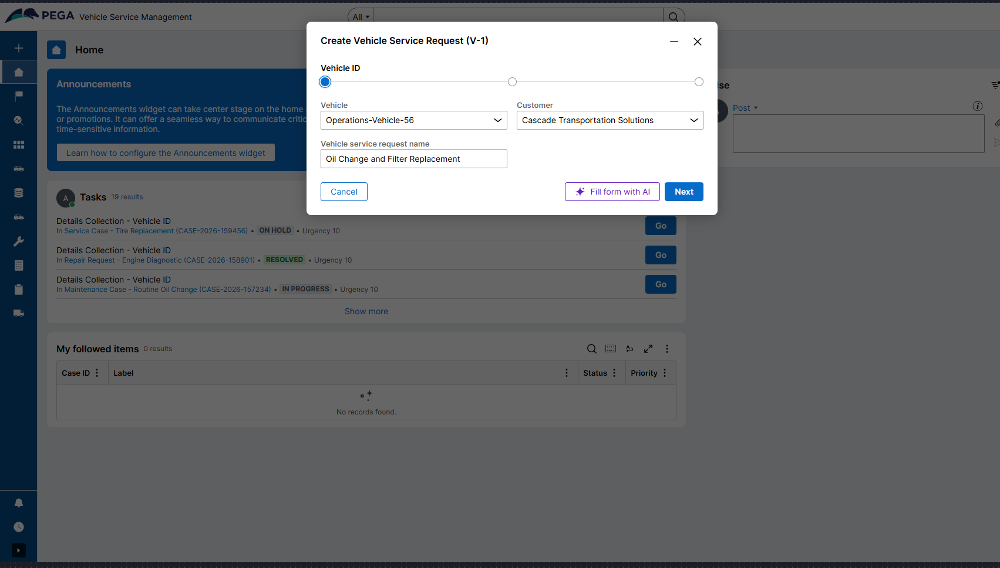 PEGA Vehicle Service Management
All
Create Vehicle Service Request (V-1)
Vehicle ID
Vehicle
Operations-Vehicle-56
Customer
Cascade Transportation Solutions
Vehicle service request name
Oil Change and Filter Replacement
Cancel
Fill form with AI
Next
Home
Announcements
The Announcements widget can take center stage on the home
or promotions. It can offer a seamless way to communicate
time-sensitive information.
Learn how to configure the Announcements widget
Post
A
Tasks 19 results
Details Collection - Vehicle ID
In Service Case - Tire Replacement (CASE-2026-159456) • ON HOLD • Urgency 10
Go
Details Collection - Vehicle ID
In Repair Request - Engine Diagnostic (CASE-2026-158901) • RESOLVED • Urgency 10
Go
Details Collection - Vehicle ID
In Maintenance Case - Routine Oil Change (CASE-2026-157234) • IN PROGRESS • Urgency 10
Go
Show more
My followed items 0 results
Case ID Label Status Priority
No records found.